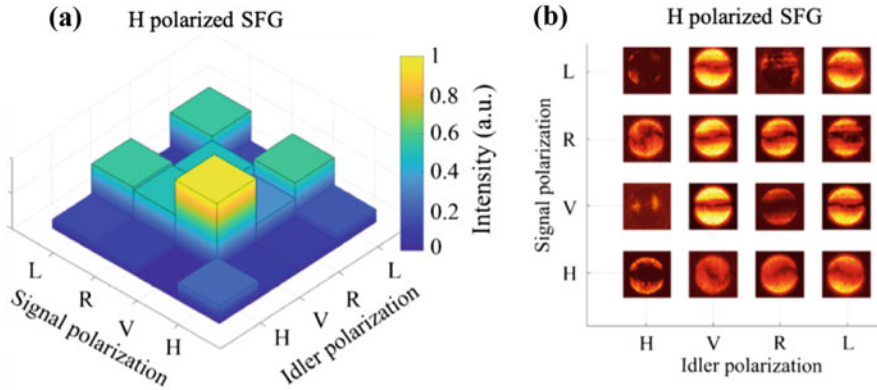 (a)
H polarized SFG
1
0.8
0.6
0.4
0.2
0
Intensity (a.u.)
L
R
V
H
Signal polarization
H
V
R
L
Idler polarization
(b)
H polarized SFG
L
R
V
H
Signal polarization
H V R L
Idler polarization